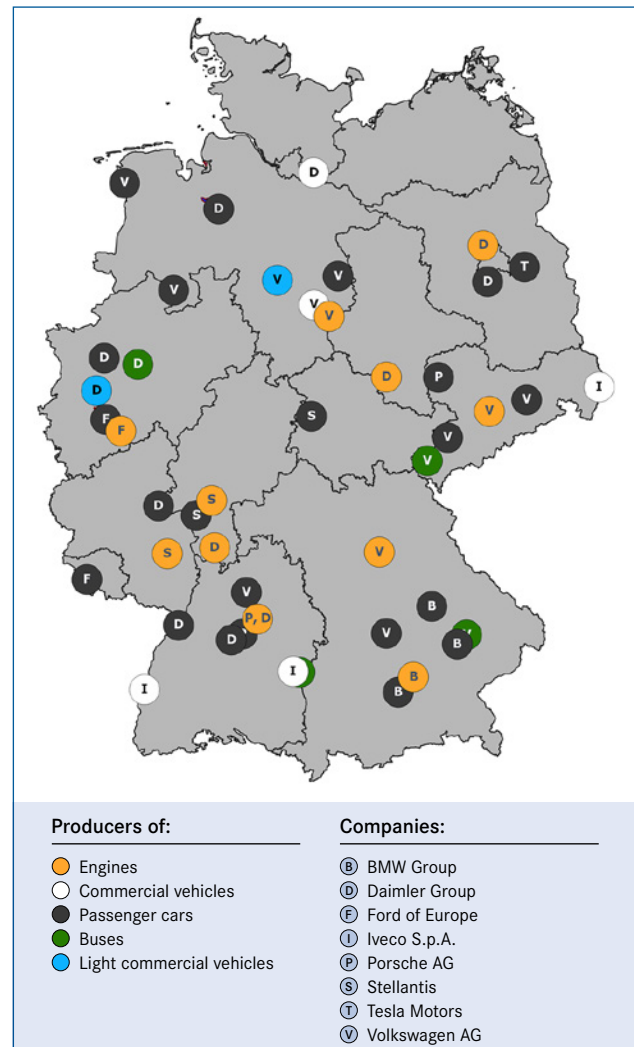 D
V
D
D
T
V
V
D
V
V
V
D
D
D
P
I
D
V
V
F
S
F
V
V
S
D
S
D
S
V
F
V
B
P, D
D
V
D
B
I
B
I
B
Producers of:
Engines
Commercial vehicles
Passenger cars
Buses
Light commercial vehicles
Companies:
B BMW Group
D Daimler Group
F Ford of Europe
I Iveco S.p.A.
P Porsche AG
S Stellantis
T Tesla Motors
V Volkswagen AG